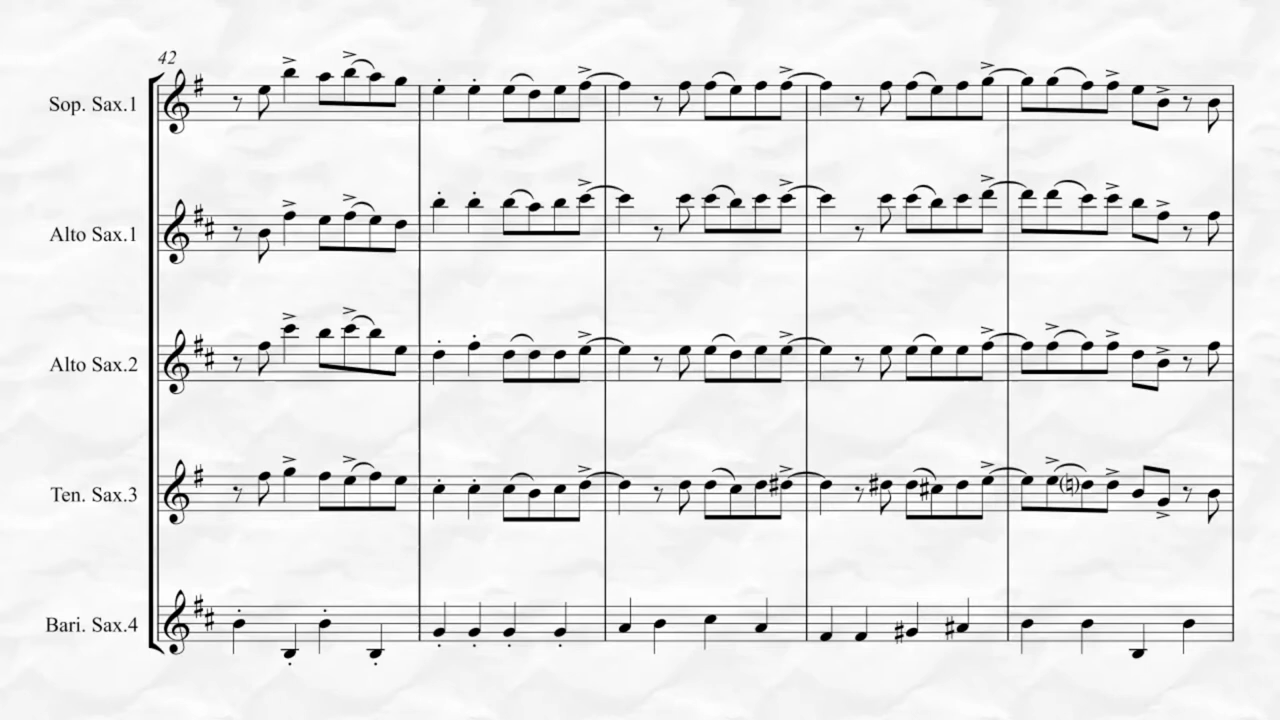 42
Sop. Sax.1
Alto Sax.1
Alto Sax.2
Ten. Sax.3
Bari. Sax.4